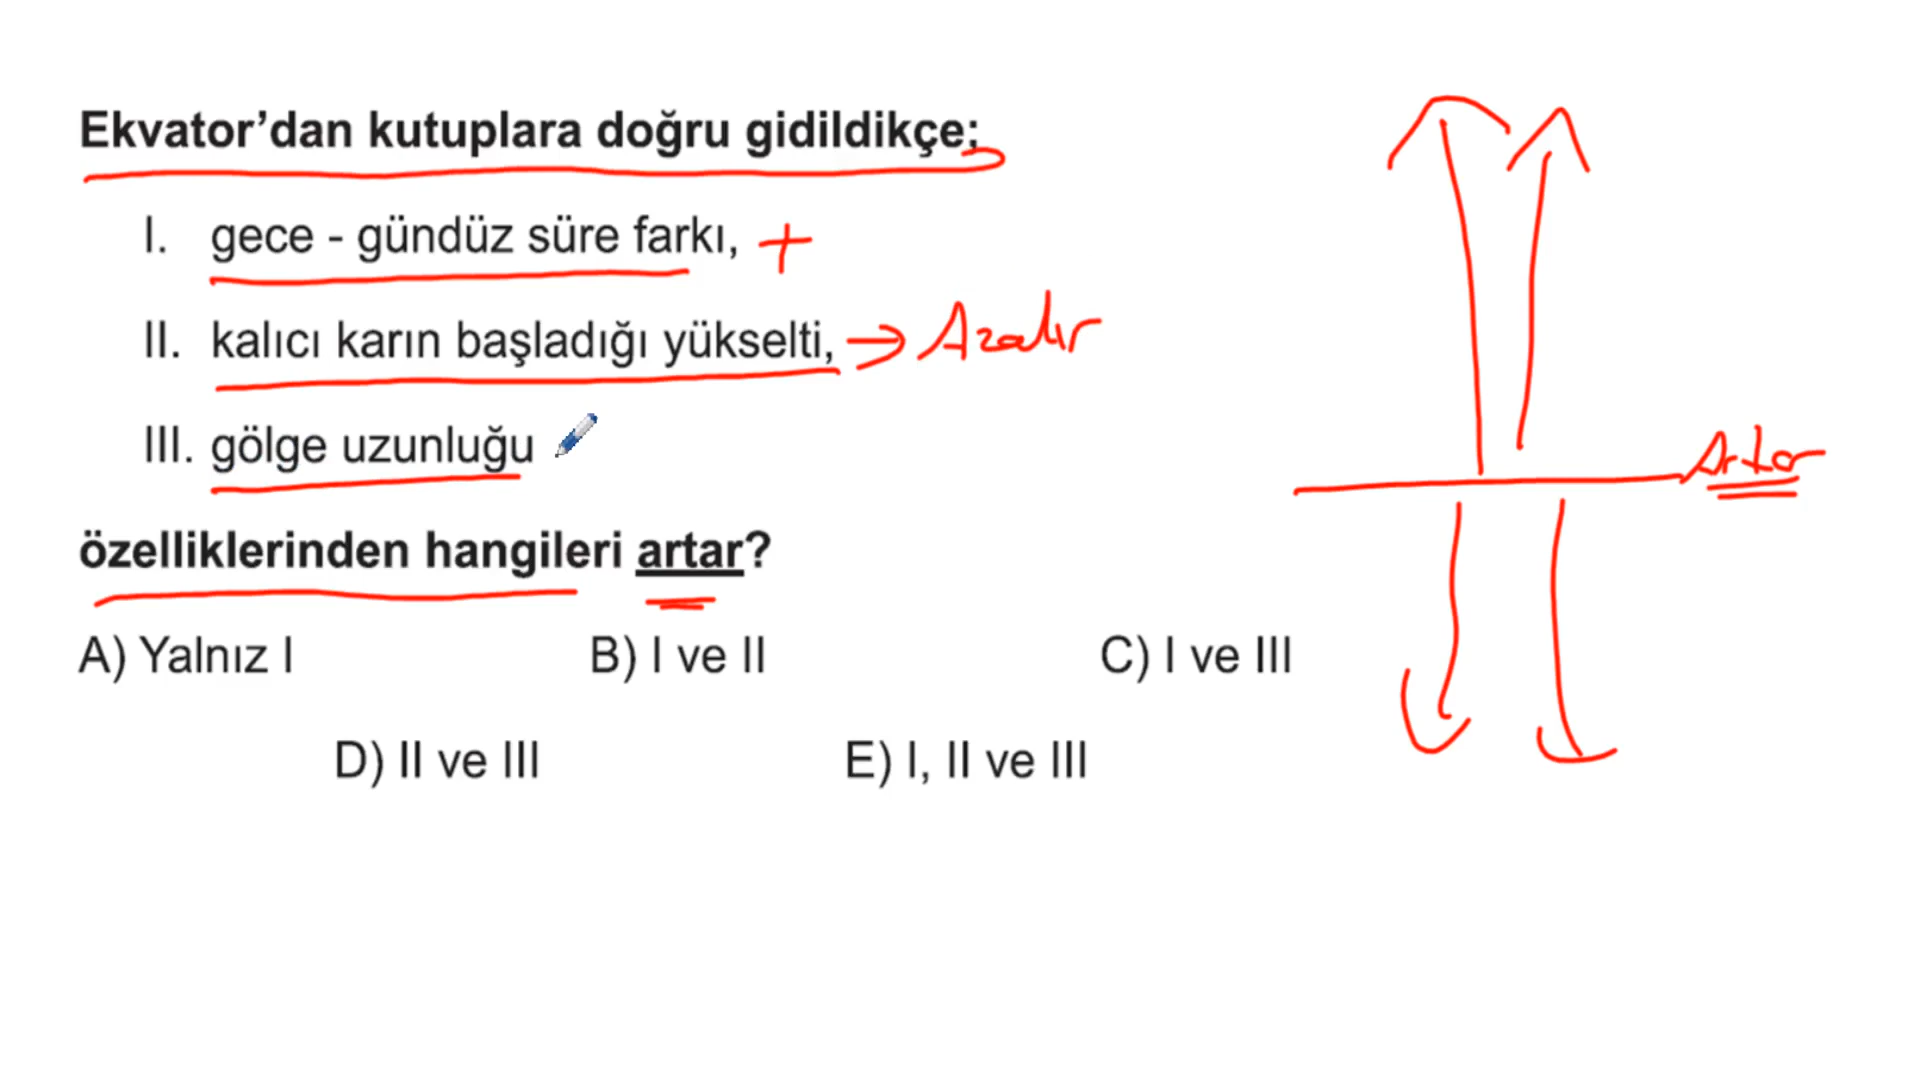 Ekvator’dan kutuplara doğru gidildikçe;
I. gece - gündüz süre farkı, +
II. kalıcı karın başladığı yükselti, → Azalır
III. gölge uzunluğu
Artar
özelliklerinden hangileri artar?
A) Yalnız I B) I ve II C) I ve III
D) II ve III E) I, II ve III